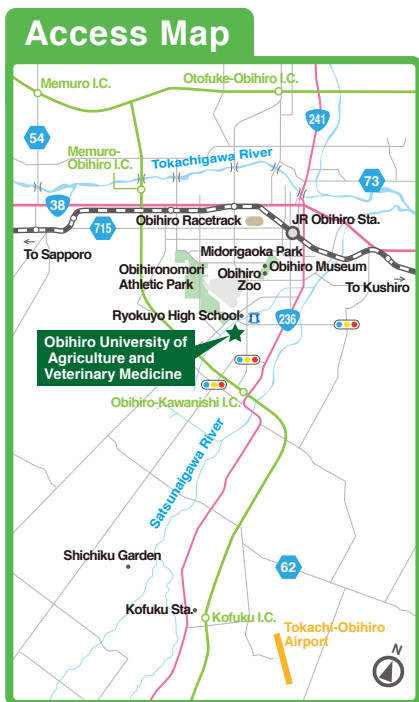 Access Map
Memuro I.C.
Otofuke-Obihiro I.C.
241
54
Memuro-
Obihiro I.C.
Tokachigawa River
73
38
715
Obihiro Racetrack
JR Obihiro Sta.
To Sapporo
Midorigaoka Park
Obihironomori
Athletic Park
Obihiro
Zoo
Obihiro Museum
To Kushiro
Ryokuyo High School
236
Obihiro University of
Agriculture and
Veterinary Medicine
Obihiro-Kawanishi I.C.
Satsunaigawa River
Shichiku Garden
62
Kofuku Sta.
Kofuku I.C.
Tokachi-Obihiro
Airport
N